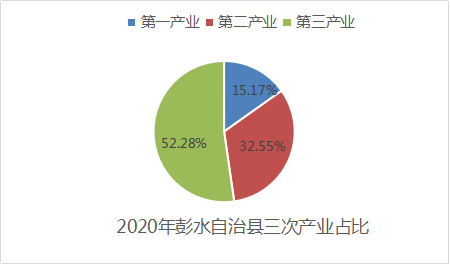 第一产业 第二产业 第三产业
15.17%
32.55%
52.28%
2020年彭水自治县三次产业占比